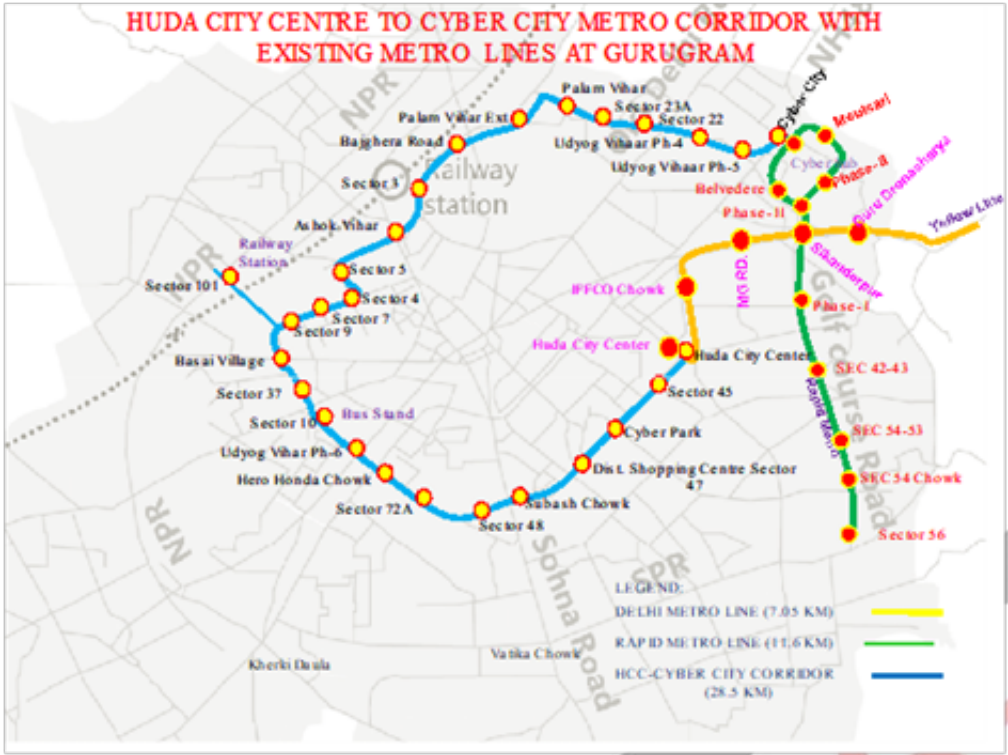 HUDA CITY CENTRE TO CYBER CITY METRO CORRIDOR WITH
EXISTING METRO LINES AT GURUGRAM
NPR
Palam Vihar
Sector 23A
Palam Vihar Ext
Sector 22
Cyber City
Moulsari
Bajghera Road
Udyog Vihaar Ph-4
Udyog Vihaar Ph-5
Railway
station
Sector 3
Belvedere
Phase-II
Guru Dronacharya
Yellow Line
Ashok Vihar
Phase-II
Railway
Station
Sector 101
NPR
Sector 5
Sector 4
Sector 7
Sector 9
IFFCO Chowk
MG RD.
Sikanderpur
Phase-I
Golf course Road
Basai Village
Huda City Center
Huda City Center
Sector 37
Sector 45
SEC 42-43
Rapid Metro
Sector 10
Bus Stand
Udyog Vihar Ph-6
Cyber Park
SEC 54-53
Hero Honda Chowk
Dist. Shopping Centre Sector
47
SEC 54 Chowk
Sector 72A
Subash Chowk
Sector 48
Sector 56
NPR
Sohna Road
SPR
LEGEND:
DELHI METRO LINE (7.05 KM)
RAPID METRO LINE (11.6 KM)
HCC-CYBER CITY CORRIDOR
(28.5 KM)
Kherki Daula
Vatika Chowk